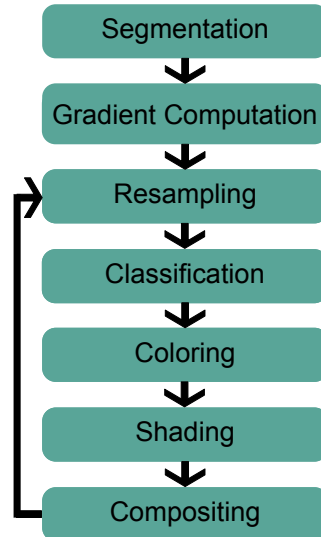 Segmentation
Gradient Computation
Resampling
Classification
Coloring
Shading
Compositing